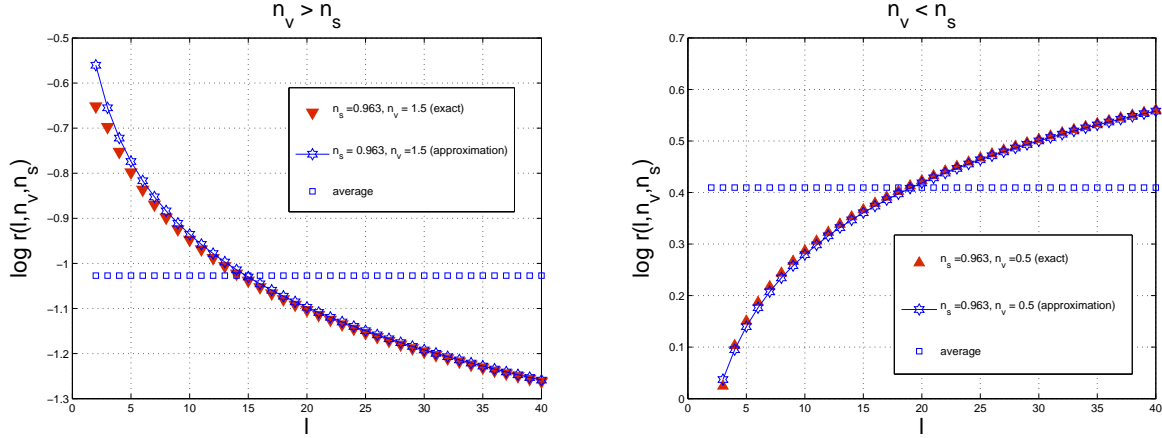 n_v > n_s
log r(l,n_v,n_s)
−0.5
−0.6
−0.7
−0.8
−0.9
−1
−1.1
−1.2
−1.3
0 5 10 15 20 25 30 35 40
l
n_s =0.963, n_v = 1.5 (exact)
n_s = 0.963, n_v =1.5 (approximation)
average
n_v < n_s
log r(l,n_v,n_s)
0.7
0.6
0.5
0.4
0.3
0.2
0.1
0
0 5 10 15 20 25 30 35 40
l
n_s =0.963, n_v =0.5 (exact)
n_s =0.963, n_v = 0.5 (approximation)
average